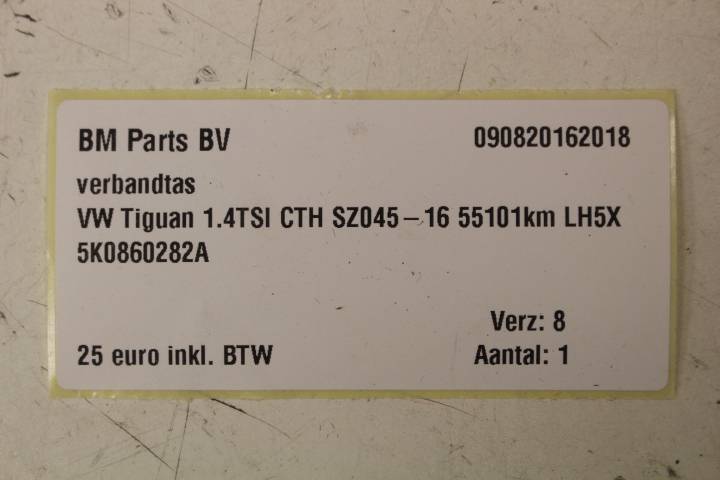 BM Parts BV 090820162018
verbandtas
VW Tiguan 1.4TSI CTH SZ045-16 55101km LH5X
5K0860282A
Verz: 8
25 euro inkl. BTW Aantal: 1